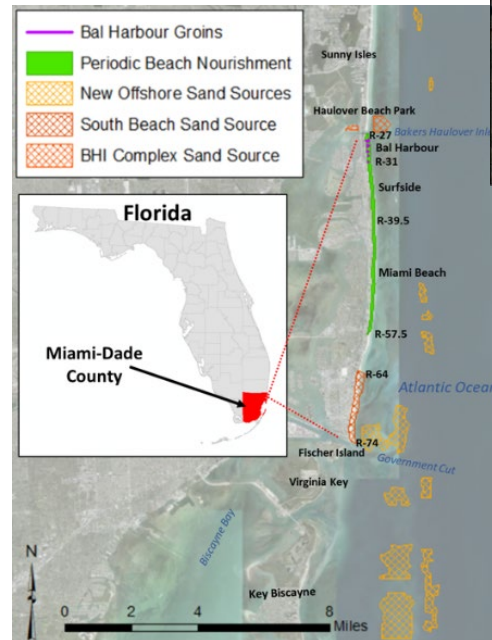 Bal Harbour Groins
Periodic Beach Nourishment
New Offshore Sand Sources
South Beach Sand Source
BHI Complex Sand Source
Sunny Isles
Haulover Beach Park
R-27
Bakers Haulover Inl
Bal Harbour
R-31
Surfside
R-39.5
Miami Beach
R-57.5
R-64
Atlantic Ocean
R-74
Fischer Island
Government Cut
Virginia Key
Biscayne Bay
Key Biscayne
Florida
Miami-Dade
County
N
0 2 4 8
Miles